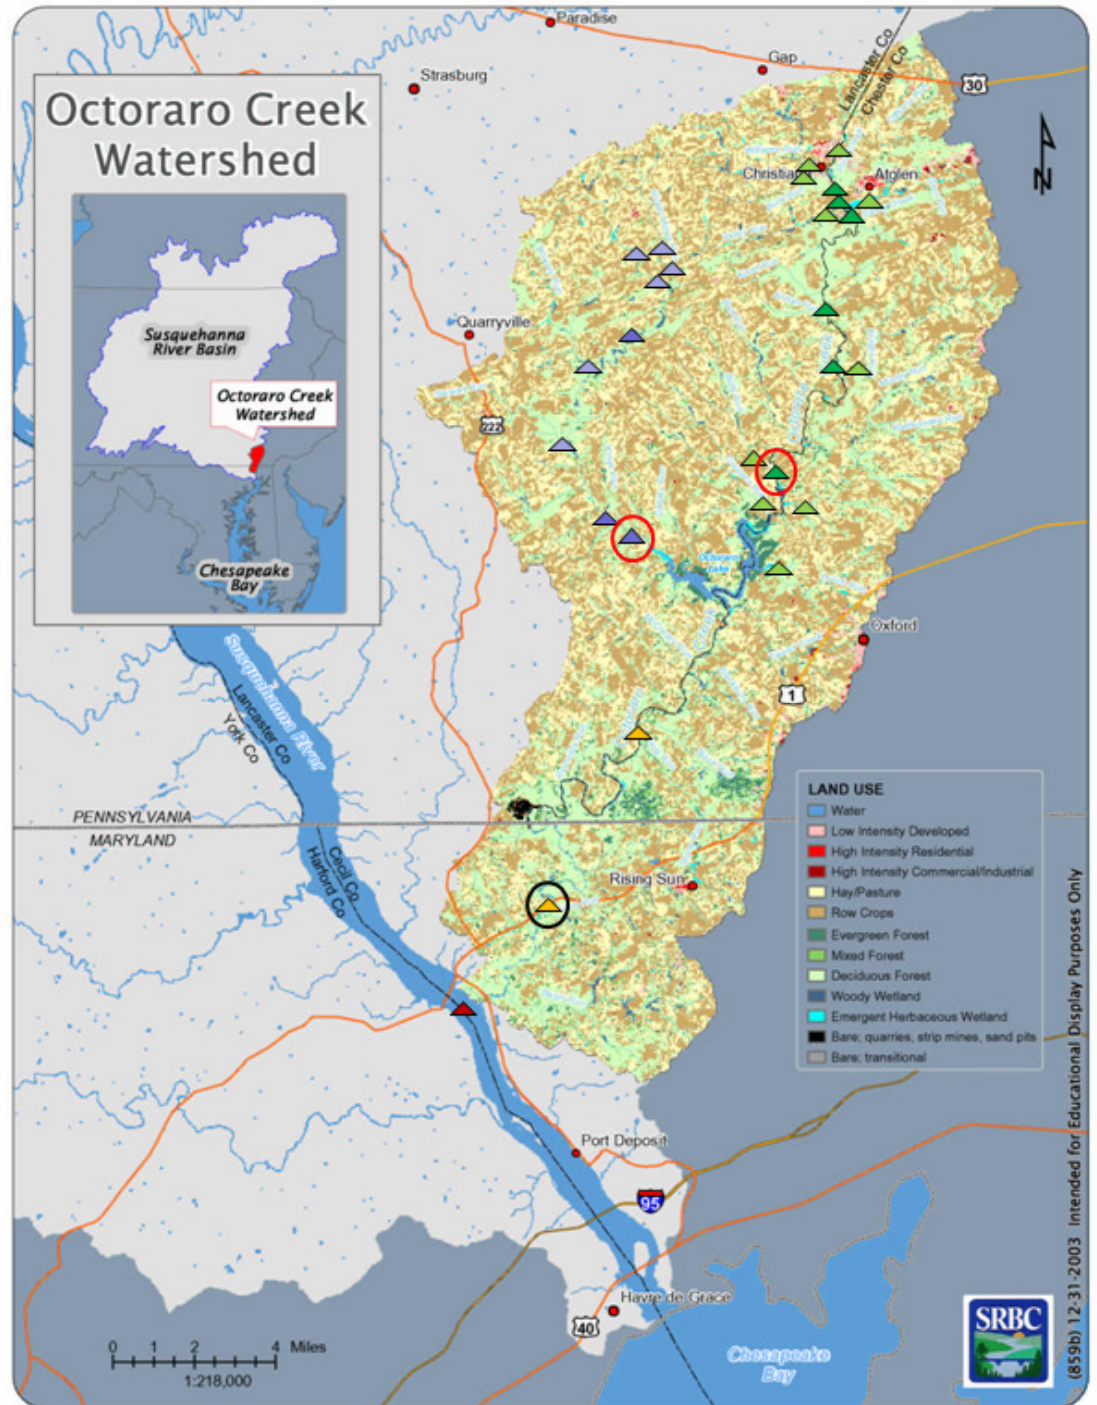 Paradise
Gap
Strasburg
Lancaster Co
Chester Co
30
Octoraro Creek
Watershed
Susquehanna
River Basin
Octoraro Creek
Watershed
Chesapeake
Bay
Atglen
Quarryville
222
Octoraro
Lake
Oxford
1
Susquehanna River
Lancaster Co
York Co
PENNSYLVANIA
MARYLAND
Cecil Co
Harford Co
Rising Sun
LAND USE
Water
Low Intensity Developed
High Intensity Residential
High Intensity Commercial/Industrial
Hay/Pasture
Row Crops
Evergreen Forest
Mixed Forest
Deciduous Forest
Woody Wetland
Emergent Herbaceous Wetland
Bare; quarries, strip mines, sand pits
Bare; transitional
Port Deposit
95
Havre de Grace
40
Chesapeake
Bay
0 1 2 4 Miles
1:218,000
SRBC
(859b) 12-31-2003 Intended for Educational Display Purposes Only
N